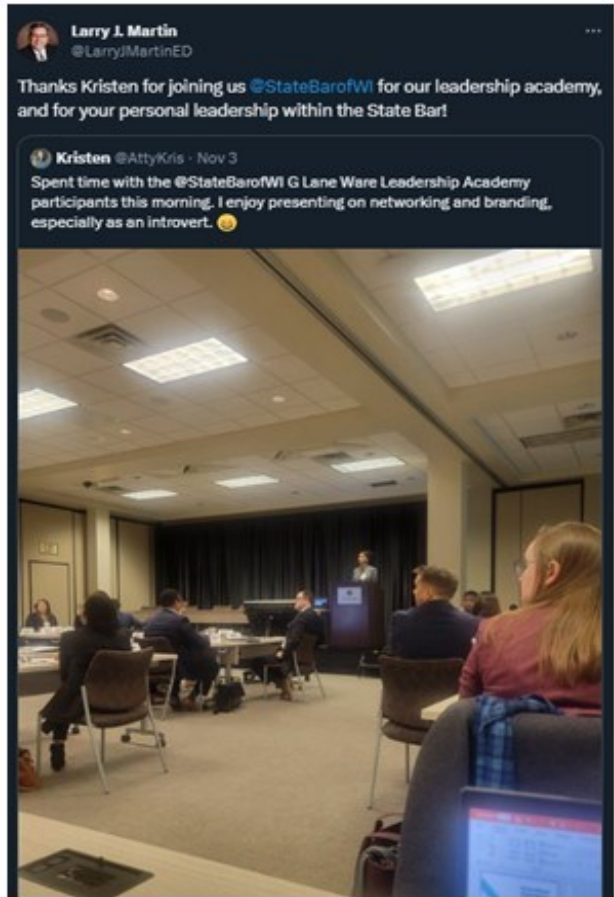 Larry J. Martin
@LarryJMartinED
Thanks Kristen for joining us @StateBarofWI for our leadership academy,
and for your personal leadership within the State Bar!
Kristen @AttyKris · Nov 3
Spent time with the @StateBarofWI G Lane Ware Leadership Academy
participants this morning. I enjoy presenting on networking and branding,
especially as an introvert. 😀